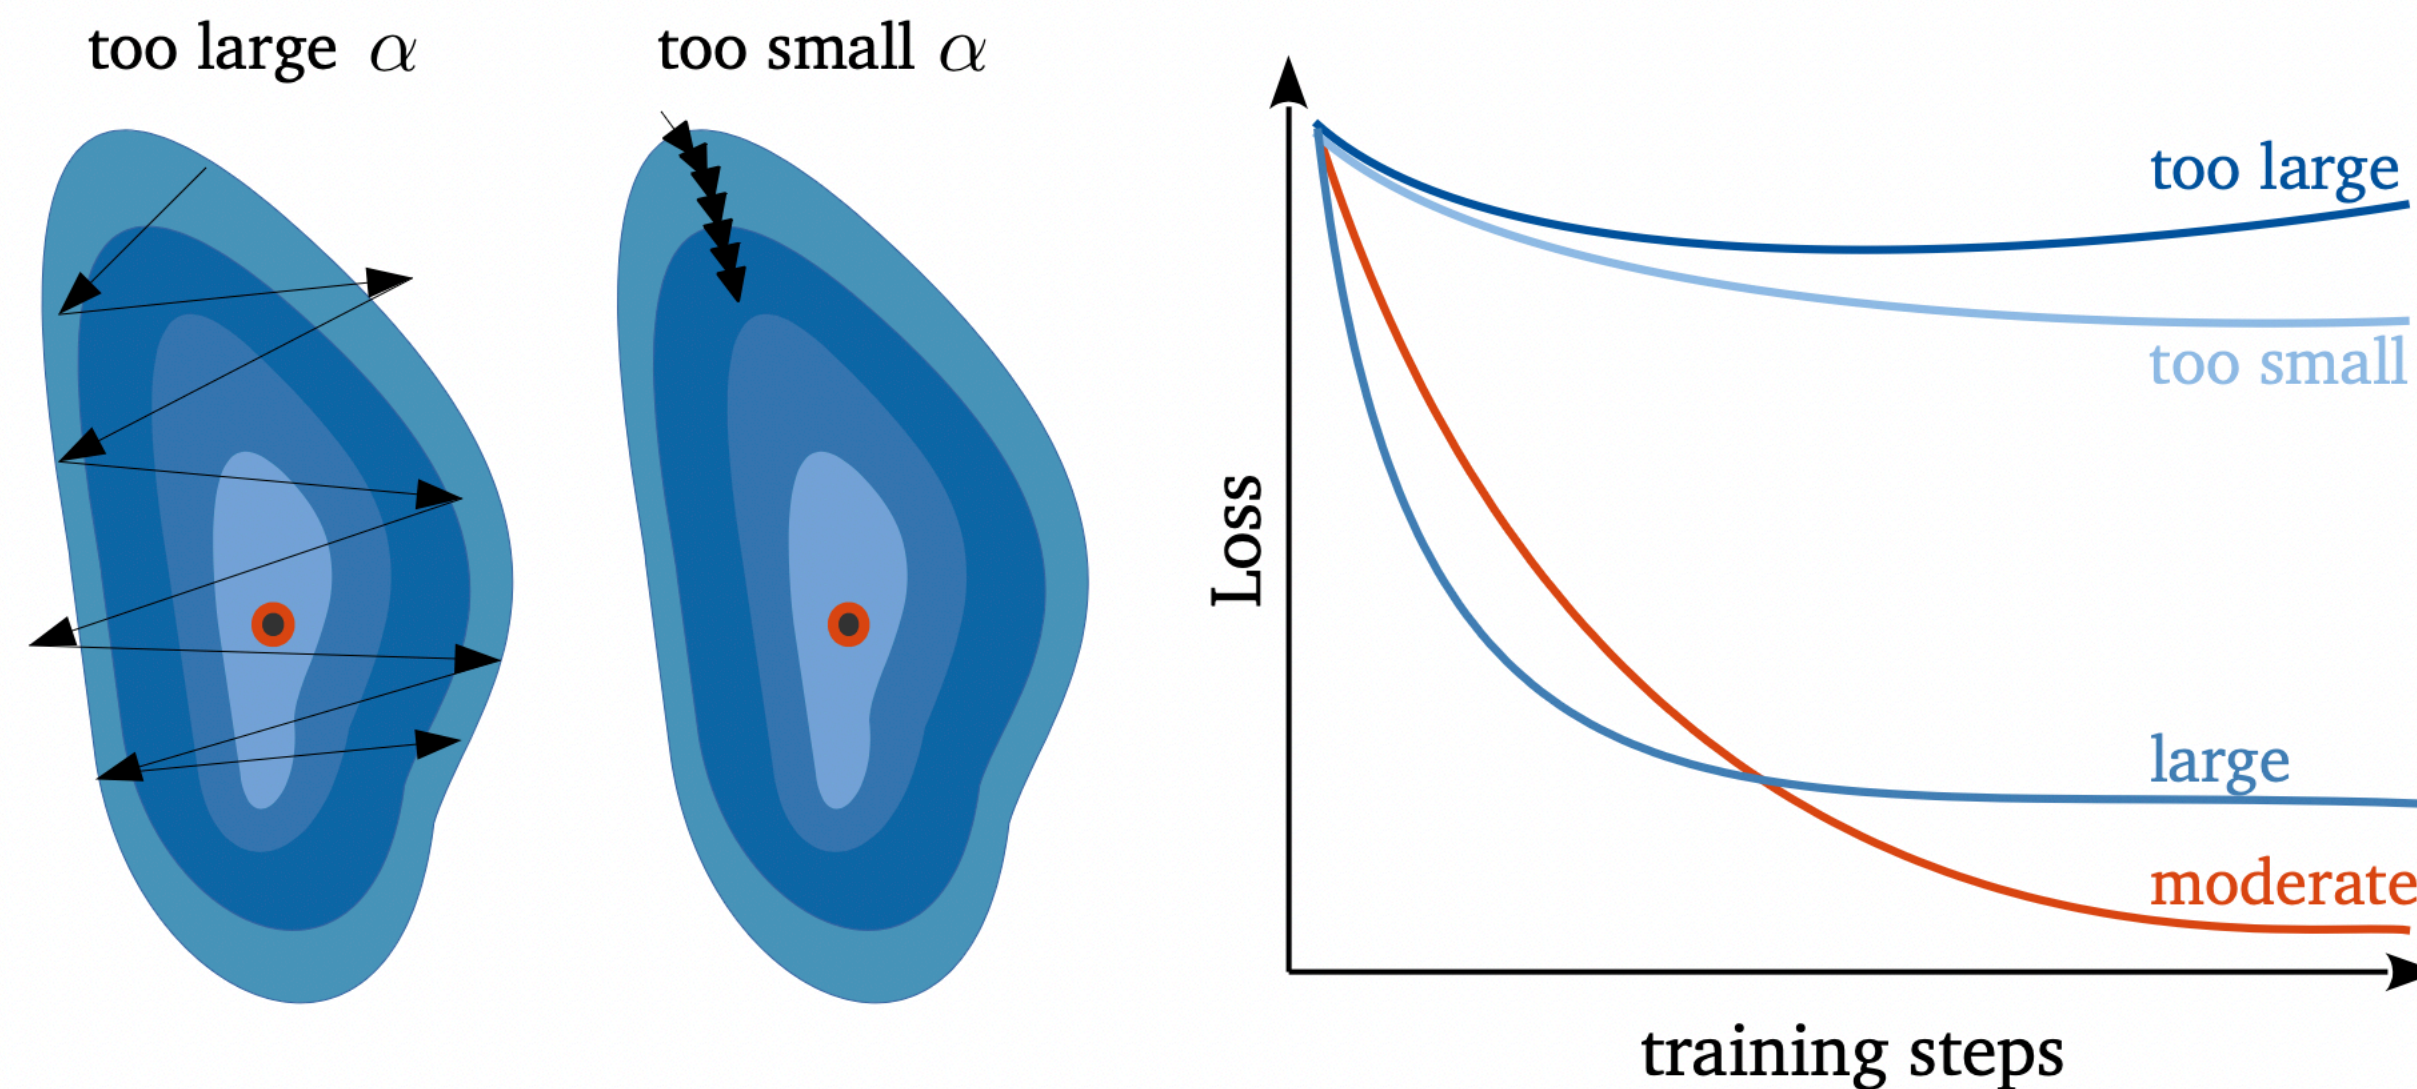 too large α
too small α
too large
too small
Loss
large
moderate
training steps